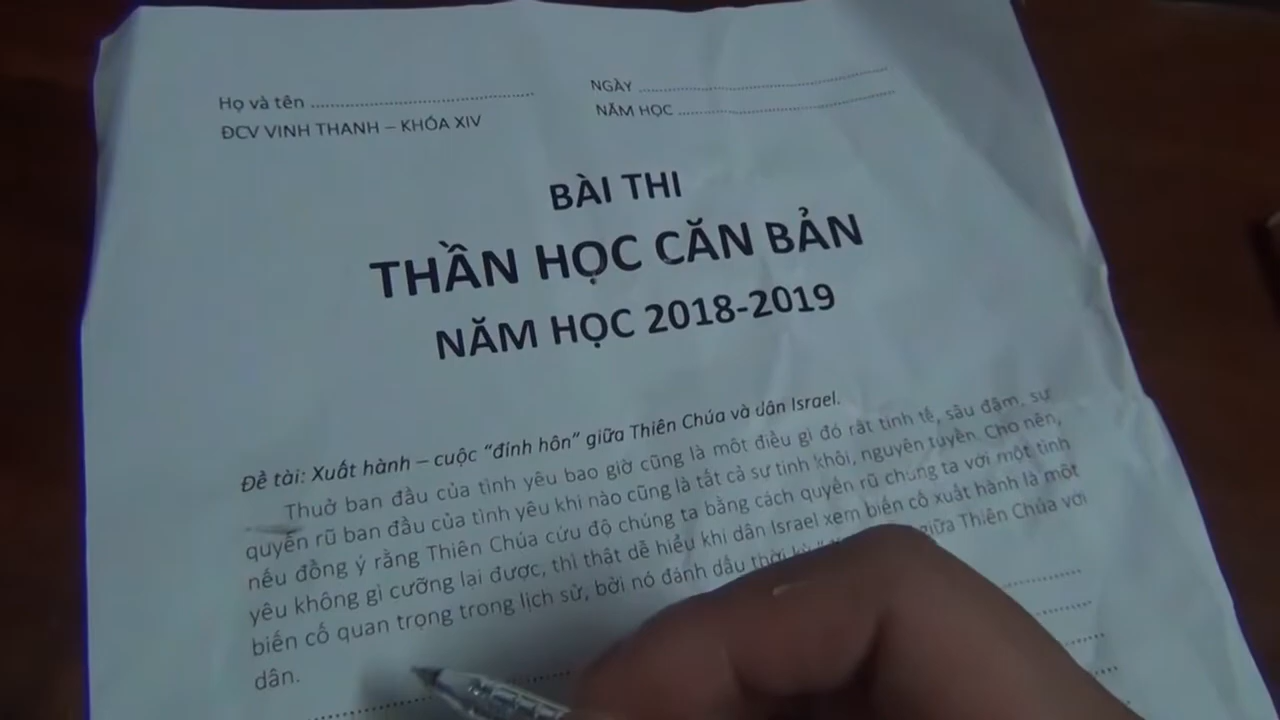 Họ và tên ........................................
NGÀY ........................................
ĐCV VINH THANH – KHÓA XIV
NĂM HỌC ...................................
BÀI THI
THẦN HỌC CĂN BẢN
NĂM HỌC 2018-2019
Đề tài: Xuất hành – cuộc “đính hôn” giữa Thiên Chúa và dân Israel.
Thuở ban đầu của tình yêu bao giờ cũng là một điều gì đó rất tinh tế, sâu đậm, sự
quyến rũ ban đầu của tình yêu khi nào cũng là tất cả sự tinh khôi, nguyên tuyền. Cho nên,
nếu đồng ý rằng Thiên Chúa cứu độ chúng ta bằng cách quyến rũ chúng ta với một tình
yêu không gì cưỡng lại được, thì thật dễ hiểu khi dân Israel xem biến cố xuất hành là một
biến cố quan trọng trong lịch sử, bởi nó đánh dấu thời kỳ giữa Thiên Chúa với
dân.